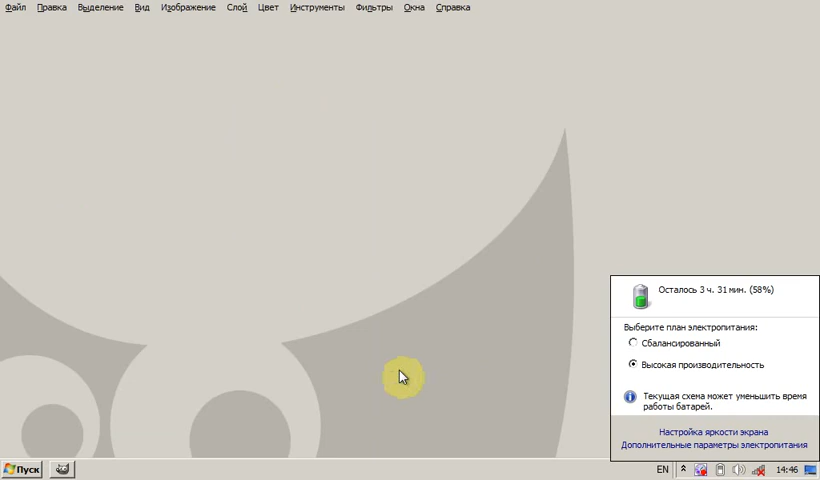 Файл Правка Выделение Вид Изображение Слой Цвет Инструменты Фильтры Окна Справка
Осталось 3 ч. 31 мин. (58%)
Выберите план электропитания:
Сбалансированный
Высокая производительность
Текущая схема может уменьшить время
работы батарей.
Настройка яркости экрана
Дополнительные параметры электропитания
Пуск EN 14:46